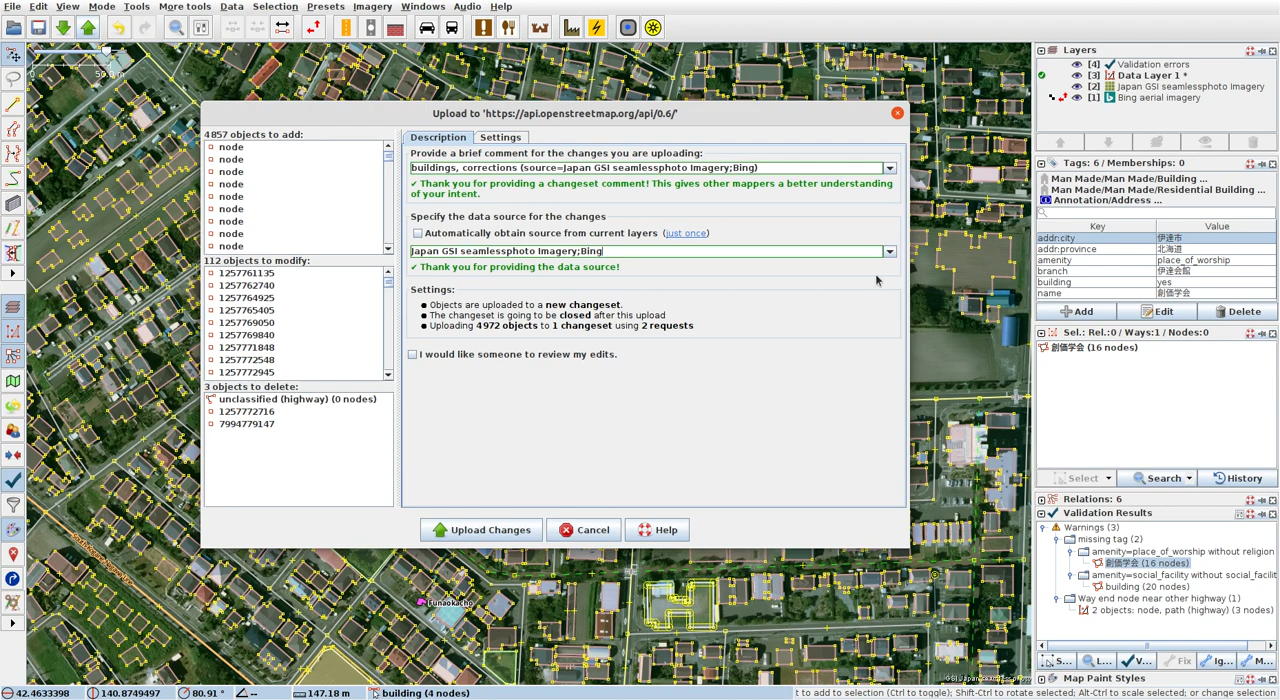 File Edit View Mode Tools More tools Data Selection Presets Imagery Windows Audio Help
0 50.0 m
Upload to 'https://api.openstreetmap.org/api/0.6/'
4857 objects to add:
node
node
node
node
node
node
node
node
node
112 objects to modify:
1257761135
1257762740
1257764925
1257765405
1257769050
1257769840
1257771848
1257772548
1257772945
3 objects to delete:
unclassified (highway) (0 nodes)
1257772716
7994779147
Description Settings
Provide a brief comment for the changes you are uploading:
buildings, corrections (source=Japan GSI seamlessphoto Imagery;Bing)
Thank you for providing a changeset comment! This gives other mappers a better understanding
of your intent.
Specify the data source for the changes
Automatically obtain source from current layers (just once)
Japan GSI seamlessphoto Imagery;Bing
Thank you for providing the data source!
Settings:
Objects are uploaded to a new changeset.
The changeset is going to be closed after this upload
Uploading 4972 objects to 1 changeset using 2 requests
I would like someone to review my edits.
Upload Changes Cancel Help
Funaokacho
Layers
[4] Validation errors
[3] Data Layer 1 *
[2] Japan GSI seamlessphoto Imagery
[1] Bing aerial imagery
Tags: 6 / Memberships: 0
Man Made/Man Made/Building ...
Man Made/Man Made/Residential Building ...
Annotation/Address ...
Key Value
addr:city 伊達市
addr:province 北海道
amenity place_of_worship
branch 伊達会館
building yes
name 創価学会
Add Edit Delete
Sel.: Rel.:0 / Ways:1 / Nodes:0
創価学会 (16 nodes)
Select Search History
Relations: 6
Validation Results
Warnings (3)
missing tag (2)
amenity=place_of_worship without religion
創価学会 (16 nodes)
amenity=social_facility without social_facilit
building (20 nodes)
Way end node near other highway (1)
2 objects: node, path (highway) (3 nodes)
S... L... V... Fix Ig... M...
Map Paint Styles
42.4633398 140.8749497 80.91 ° -- 147.18 m building (4 nodes)
t to add to selection (Ctrl to toggle); Shift-Ctrl to rotate selected; Alt-Ctrl to scale selected; or change selection